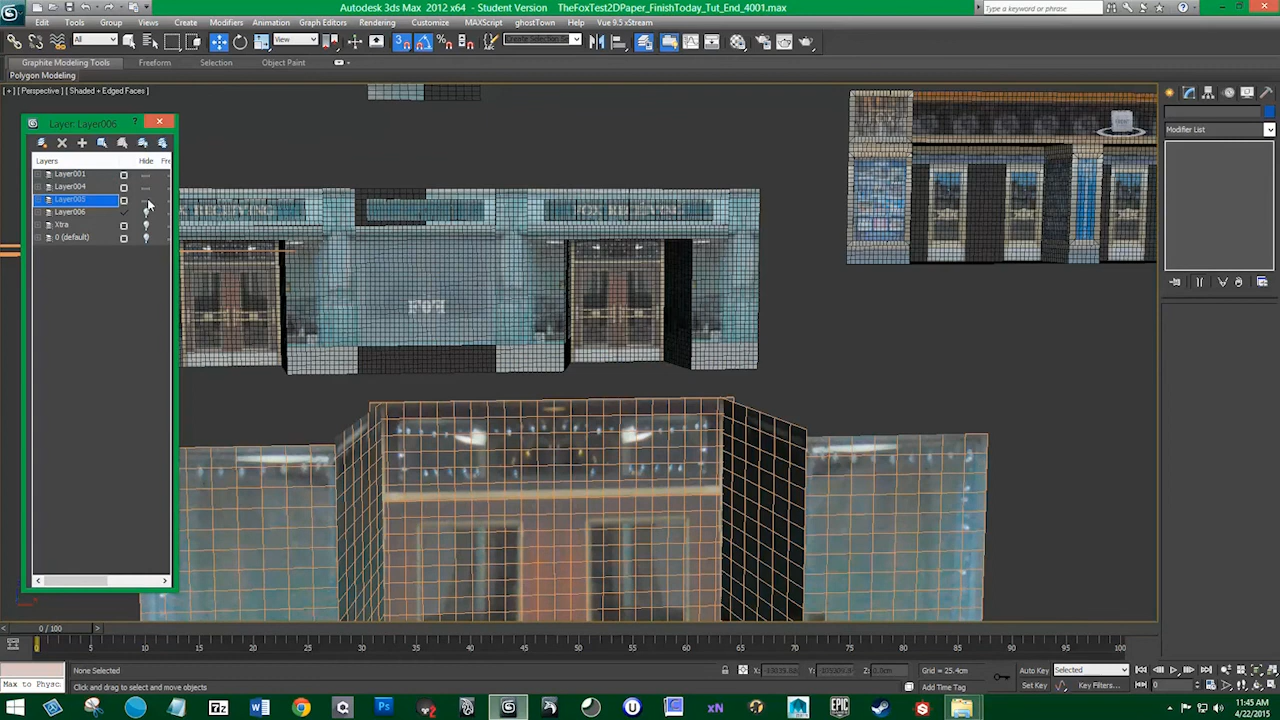 Autodesk 3ds Max 2012 x64 - Student Version   TheFoxTest2DPaper_FinishToday_Tut_End_4001.max
Type a keyword or phrase
Edit Tools Group Views Create Modifiers Animation Graph Editors Rendering Customize MAXScript ghostTown Vue 9.5 xStream
All View
Graphite Modeling Tools Freeform Selection Object Paint
Polygon Modeling
[ + ] [ Perspective ] [ Shaded + Edged Faces ]
Layer: Layer006 ?
Layers Hide Fre
Layer001
Layer004
Layer005
Layer006
Xtra
0 (default)
Modifier List
0 / 100
0 5 10 15 20 25 30 35 40 45 50 55 60 65 70 75 80 85 90 95 100
None Selected X: Y: Z: Grid = 25.4cm Auto Key Selected
Max to Physc Click and drag to select and move objects Add Time Tag Set Key Key Filters... 0
11:45 AM
4/22/2015